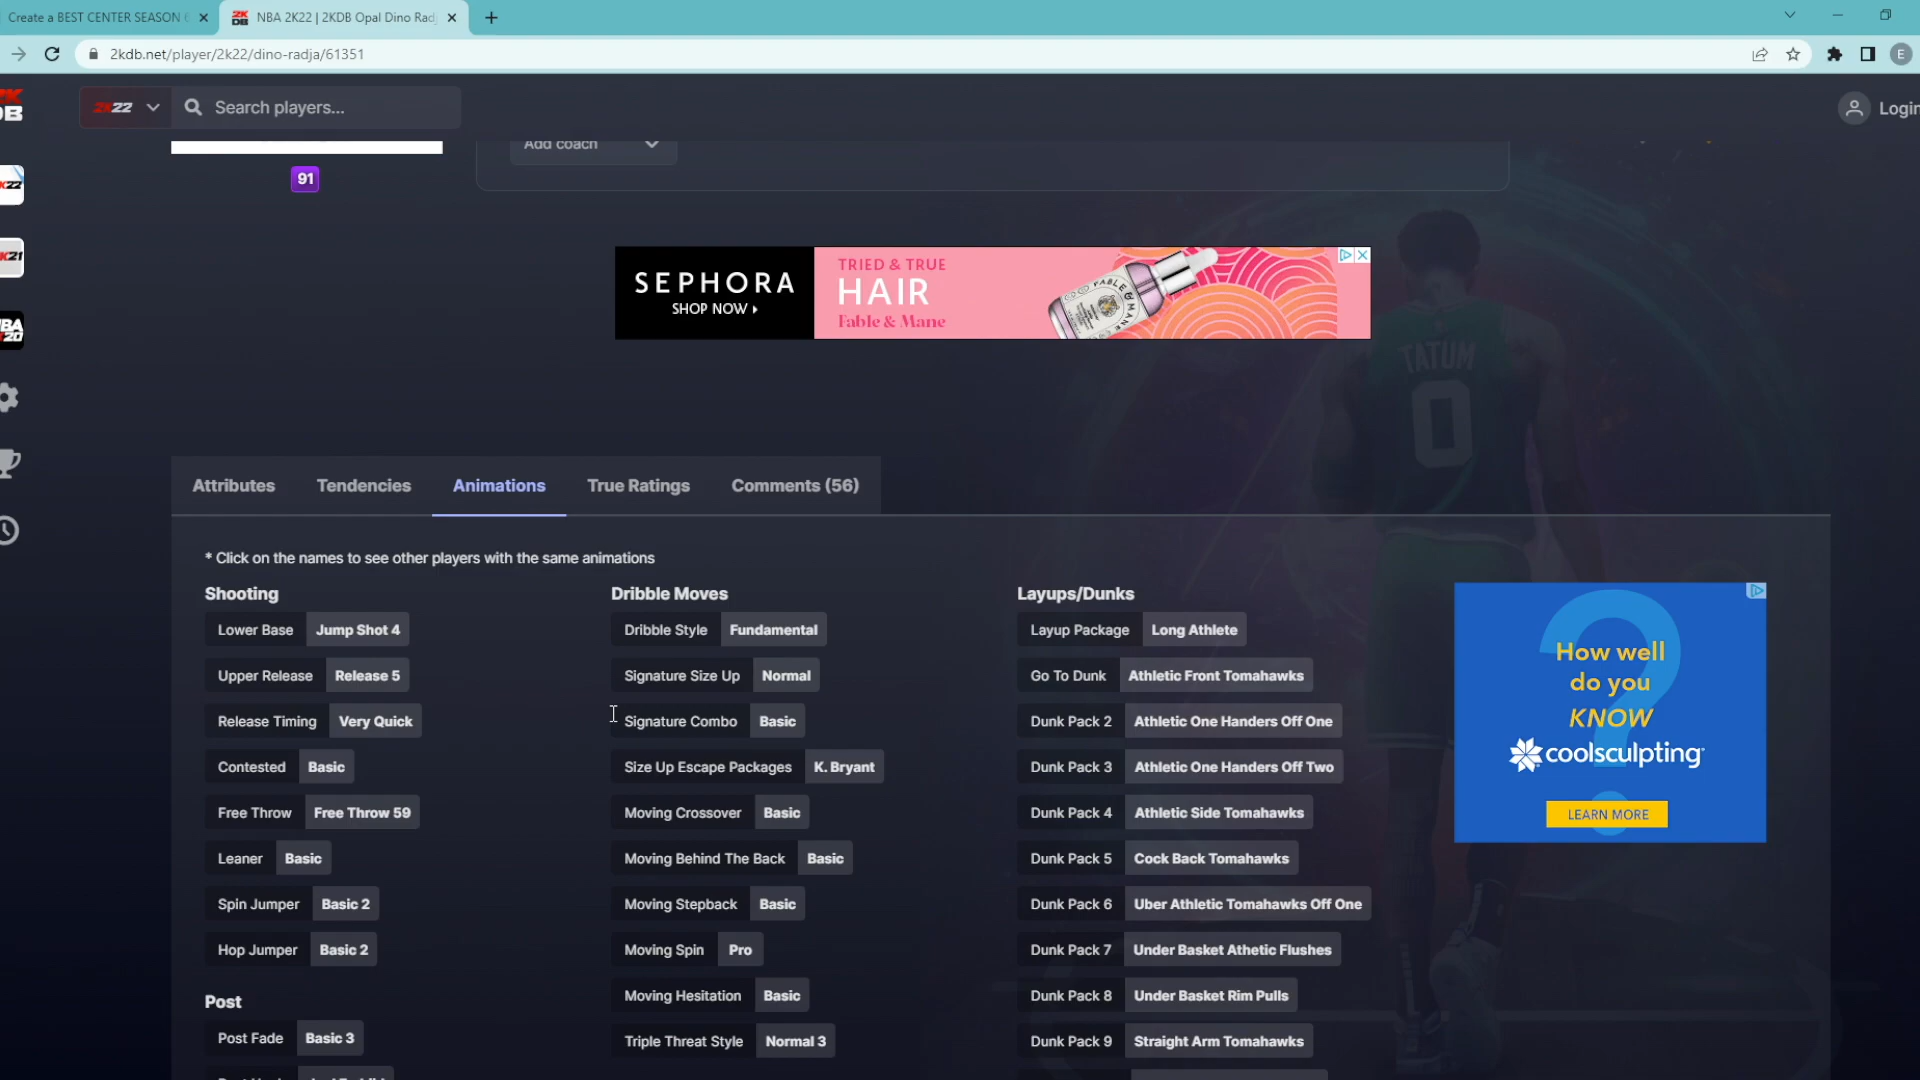 Create a BEST CENTER SEASON 6
NBA 2K22 | 2KDB Opal Dino Radj
2kdb.net/player/2k22/dino-radja/61351
E
2K22
Search players...
Login
Add coach
91
SEPHORA
SHOP NOW
TRIED & TRUE
HAIR
Fable & Mane
FABLE & MANE
TATUM
0
Attributes
Tendencies
Animations
True Ratings
Comments (56)
* Click on the names to see other players with the same animations
Shooting
Lower Base Jump Shot 4
Upper Release Release 5
Release Timing Very Quick
Contested Basic
Free Throw Free Throw 59
Leaner Basic
Spin Jumper Basic 2
Hop Jumper Basic 2
Post
Post Fade Basic 3
Dribble Moves
Dribble Style Fundamental
Signature Size Up Normal
Signature Combo Basic
Size Up Escape Packages K. Bryant
Moving Crossover Basic
Moving Behind The Back Basic
Moving Stepback Basic
Moving Spin Pro
Moving Hesitation Basic
Triple Threat Style Normal 3
Layups/Dunks
Layup Package Long Athlete
Go To Dunk Athletic Front Tomahawks
Dunk Pack 2 Athletic One Handers Off One
Dunk Pack 3 Athletic One Handers Off Two
Dunk Pack 4 Athletic Side Tomahawks
Dunk Pack 5 Cock Back Tomahawks
Dunk Pack 6 Uber Athletic Tomahawks Off One
Dunk Pack 7 Under Basket Athetic Flushes
Dunk Pack 8 Under Basket Rim Pulls
Dunk Pack 9 Straight Arm Tomahawks
How well
do you
KNOW
coolsculpting
LEARN MORE